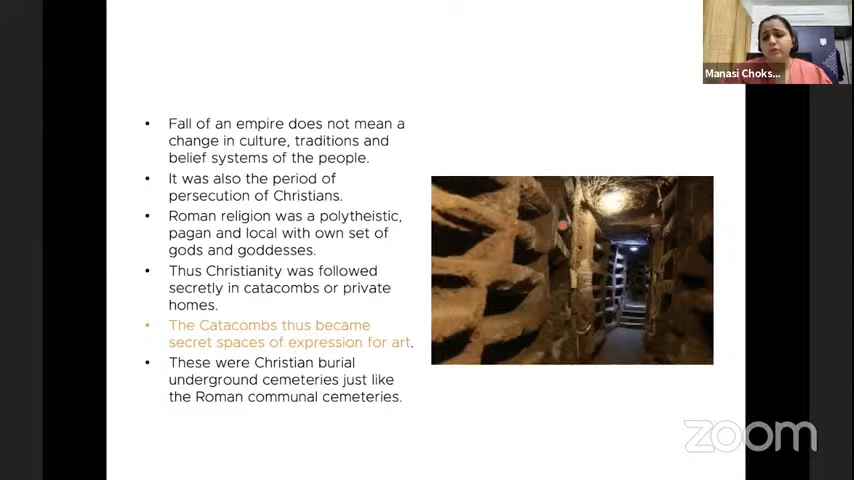 Manasi Choks...
• Fall of an empire does not mean a
change in culture, traditions and
belief systems of the people.
• It was also the period of
persecution of Christians.
• Roman religion was a polytheistic,
pagan and local with own set of
gods and goddesses.
• Thus Christianity was followed
secretly in catacombs or private
homes.
• The Catacombs thus became
secret spaces of expression for art.
• These were Christian burial
underground cemeteries just like
the Roman communal cemeteries.
zoom